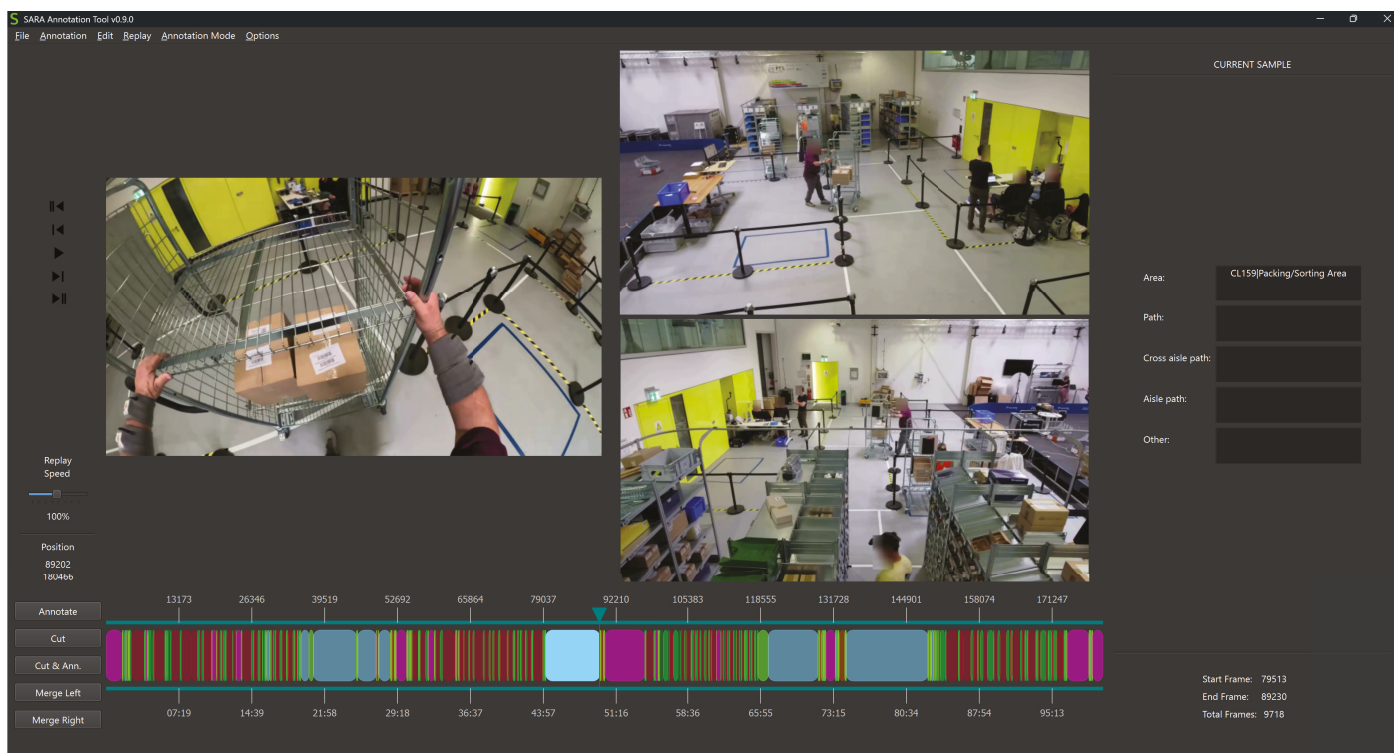 S SARA Annotation Tool v0.9.0
File Annotation Edit Replay Annotation Mode Options
CURRENT SAMPLE
Area: CL159|Packing/Sorting Area
Path:
Cross aisle path:
Aisle path:
Other:
Replay
Speed
100%
Position
89202
180466
Annotate
Cut
Cut & Ann.
Merge Left
Merge Right
13173 26346 39519 52692 65864 79037 92210 105383 118555 131728 144901 158074 171247
07:19 14:39 21:58 29:18 36:37 43:57 51:16 58:36 65:55 73:15 80:34 87:54 95:13
Start Frame: 79513
End Frame: 89230
Total Frames: 9718